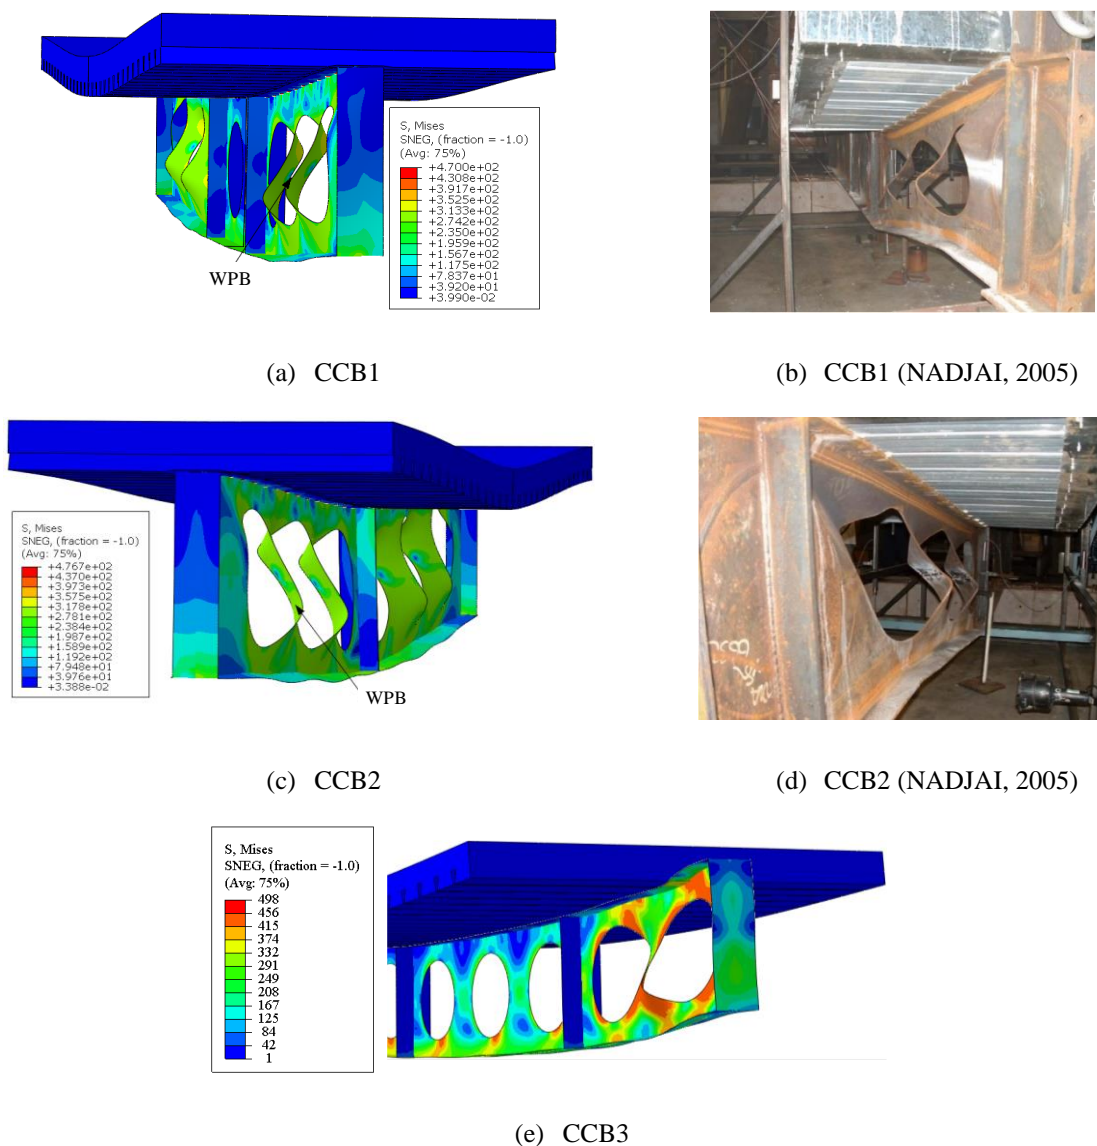 S, Mises
SNEG, (fraction = -1.0)
(Avg: 75%)
+4.700e+02
+4.308e+02
+3.917e+02
+3.525e+02
+3.133e+02
+2.742e+02
+2.350e+02
+1.959e+02
+1.567e+02
+1.175e+02
+7.837e+01
+3.920e+01
+3.990e-02
WPB
(a) CCB1
(b) CCB1 (NADJAI, 2005)
S, Mises
SNEG, (fraction = -1.0)
(Avg: 75%)
+4.767e+02
+4.370e+02
+3.973e+02
+3.575e+02
+3.178e+02
+2.781e+02
+2.384e+02
+1.987e+02
+1.589e+02
+1.192e+02
+7.948e+01
+3.976e+01
+3.388e-02
WPB
(c) CCB2
(d) CCB2 (NADJAI, 2005)
S, Mises
SNEG, (fraction = -1.0)
(Avg: 75%)
498
456
415
374
332
291
249
208
167
125
84
42
1
(e) CCB3